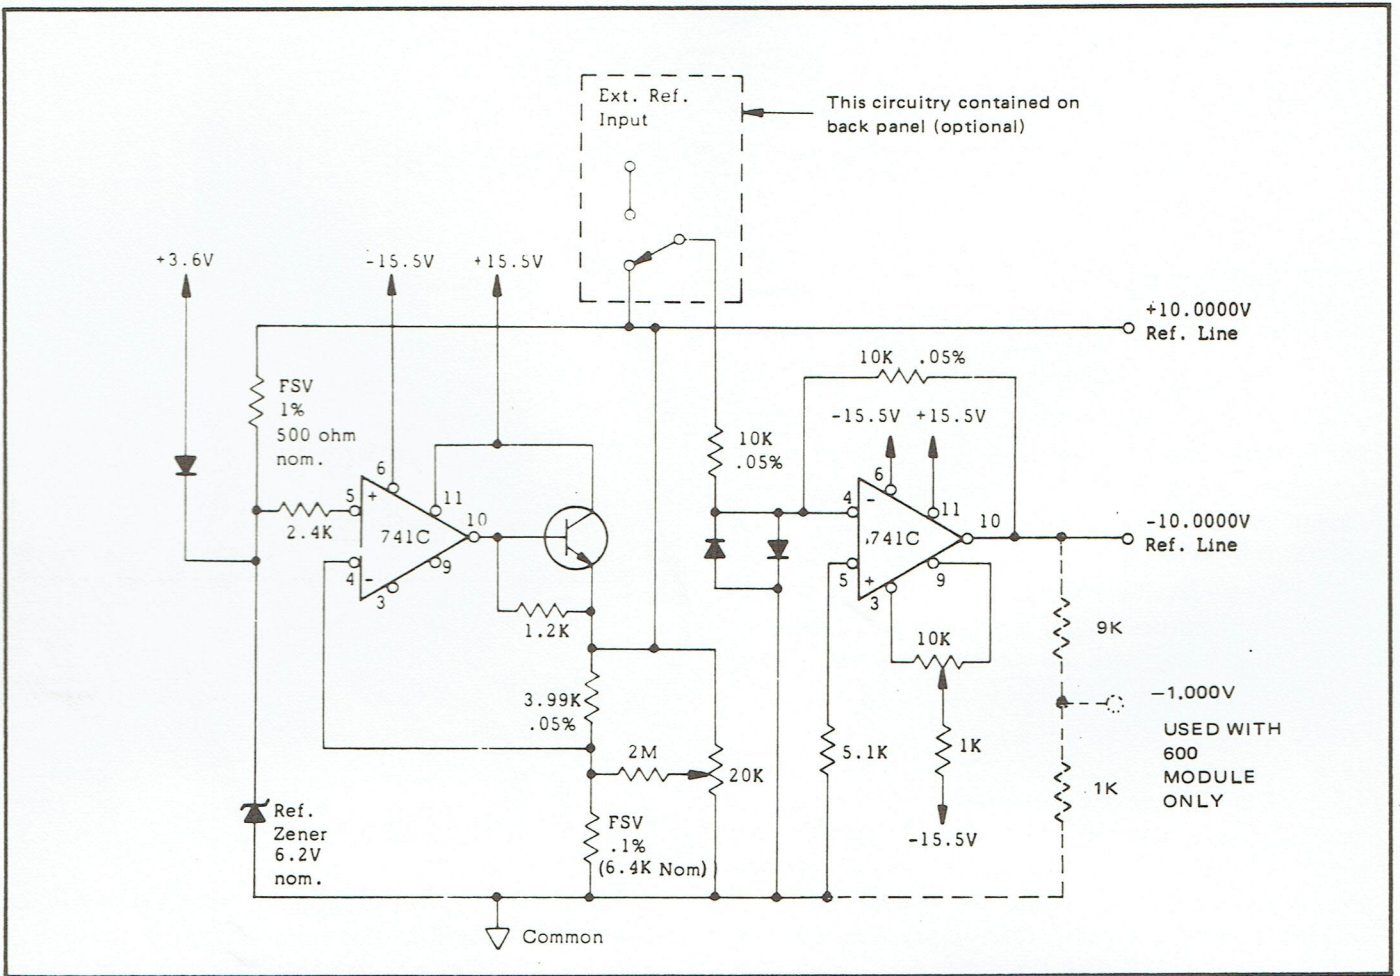 Ext. Ref.
Input
This circuitry contained on
back panel (optional)
+3.6V
-15.5V
+15.5V
+10.0000V
Ref. Line
FSV
1%
500 ohm
nom.
10K .05%
-15.5V
+15.5V
10K
.05%
6
5
+
11
2.4K
741C
10
4
-
9
3
1.2K
6
4
-
11
741C
10
5
+
9
3
-10.0000V
Ref. Line
10K
9K
3.99K
.05%
2M
20K
5.1K
1K
-15.5V
-1.000V
USED WITH
600
MODULE
ONLY
1K
Ref.
Zener
6.2V
nom.
FSV
.1%
(6.4K Nom)
Common